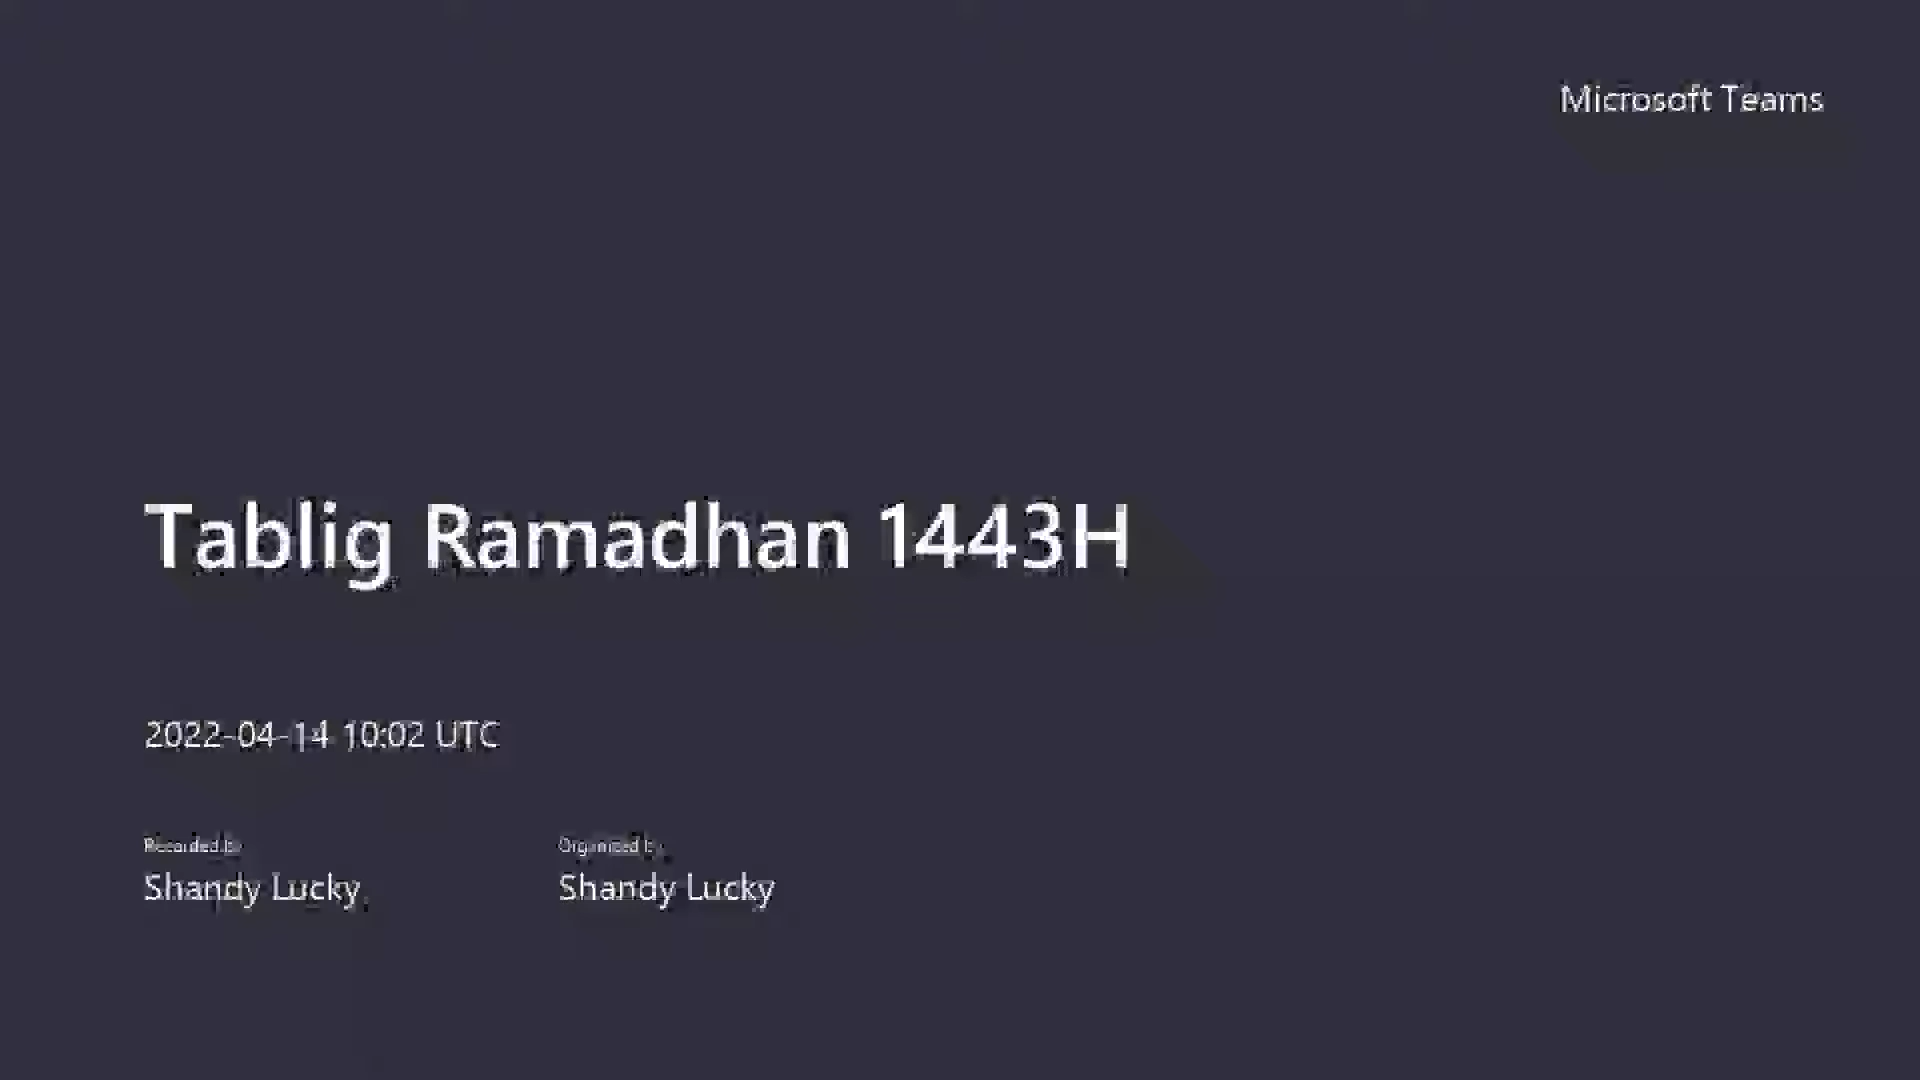 Microsoft Teams
Tablig Ramadhan 1443H
2022-04-14 10:02 UTC
Recorded by
Organized by
Shandy Lucky
Shandy Lucky